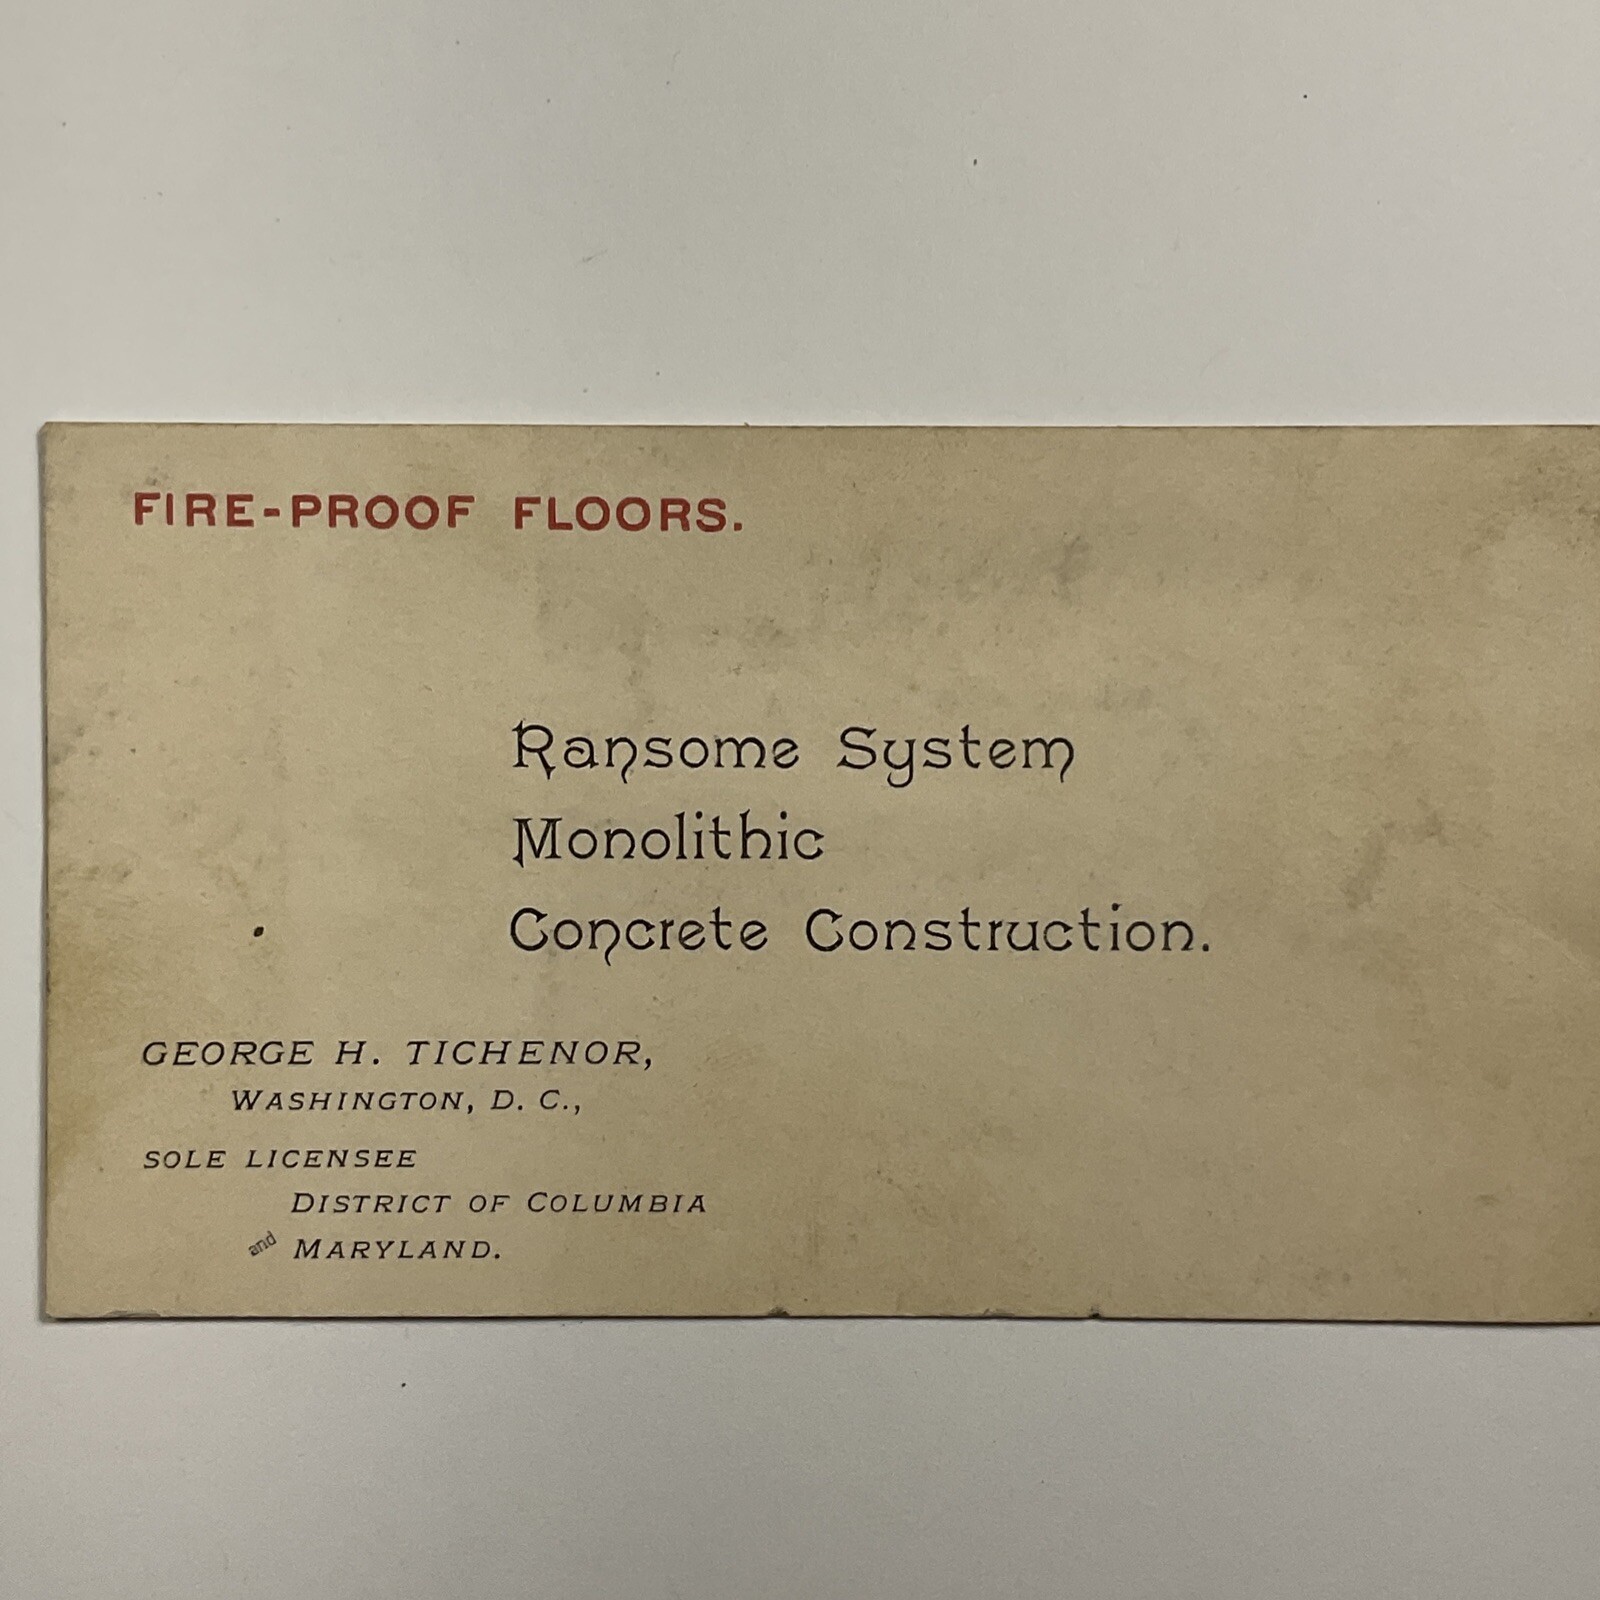 FIRE-PROOF FLOORS.
Ransome System
Monolithic
Concrete Construction.
GEORGE H. TICHENOR,
WASHINGTON, D. C.,
SOLE LICENSEE
DISTRICT OF COLUMBIA
and MARYLAND.